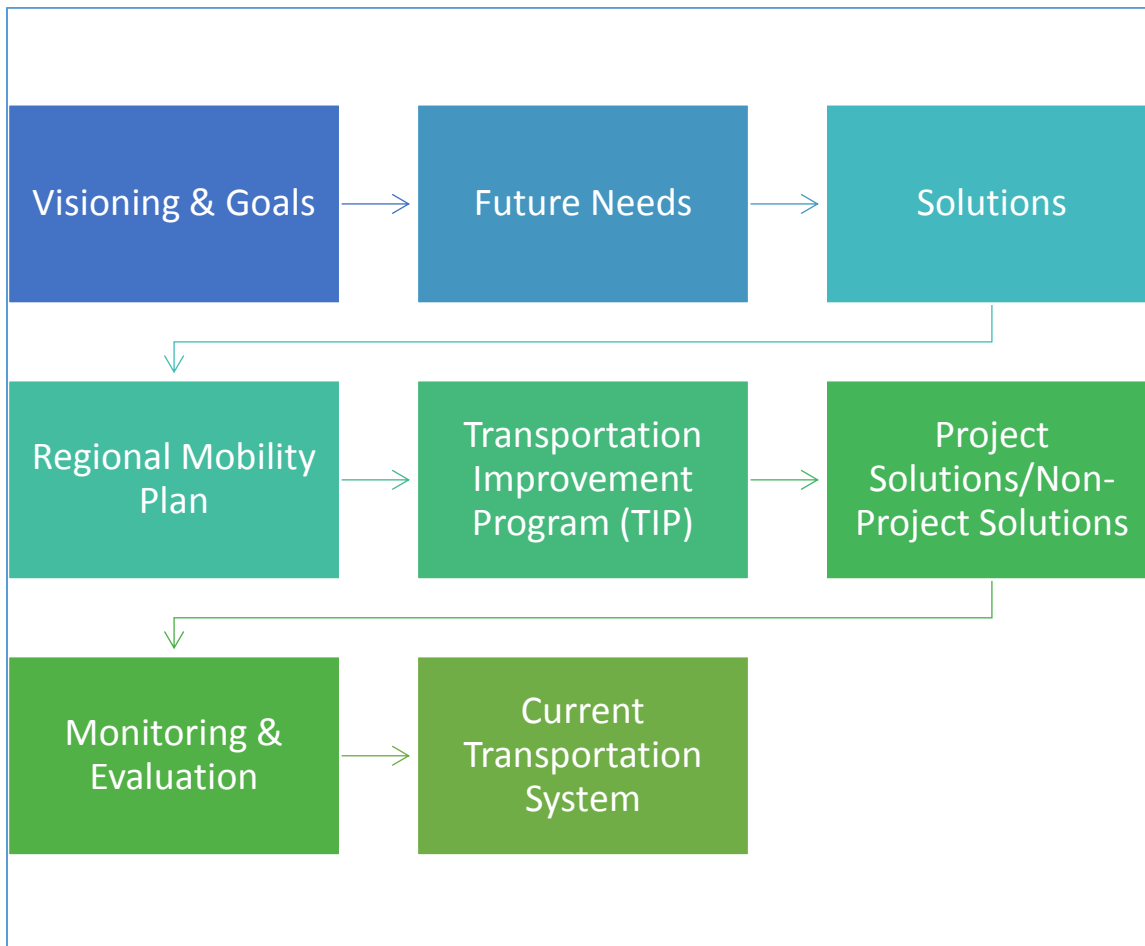 Visioning & Goals
Future Needs
Solutions
Regional Mobility
Plan
Transportation
Improvement
Program (TIP)
Project
Solutions/Non-
Project Solutions
Monitoring &
Evaluation
Current
Transportation
System